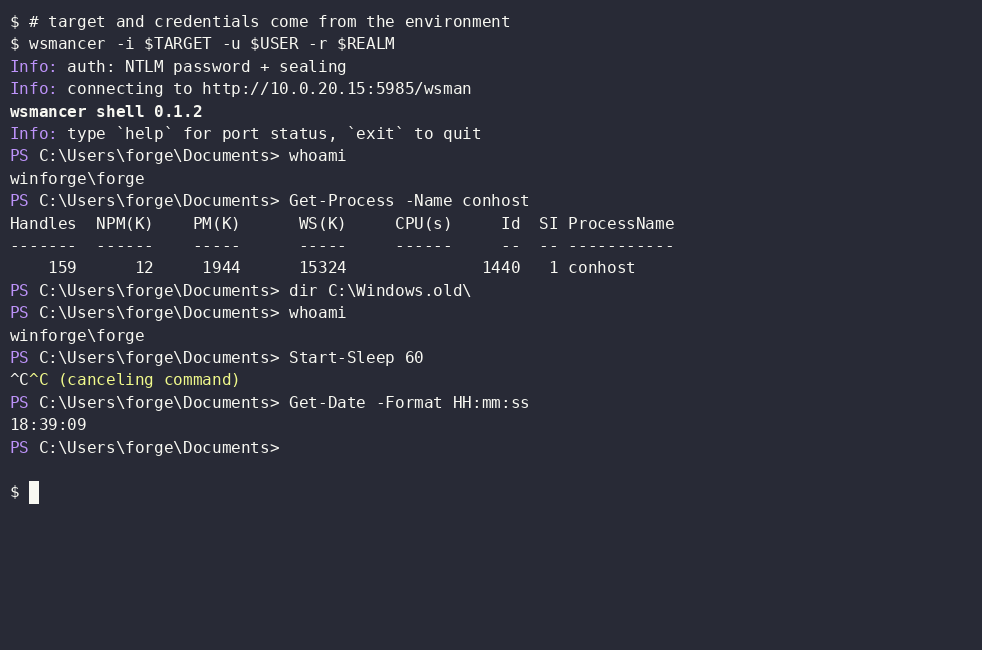 $ # target and credentials come from the environment
$ wsmancer -i $TARGET -u $USER -r $REALM
Info: auth: NTLM password + sealing
Info: connecting to http://10.0.20.15:5985/wsman
wsmancer shell 0.1.2
Info: type `help` for port status, `exit` to quit
PS C:\Users\forge\Documents> whoami
winforge\forge
PS C:\Users\forge\Documents> Get-Process -Name conhost
Handles  NPM(K)    PM(K)      WS(K)     CPU(s)     Id  SI ProcessName
-------  ------    -----      -----     ------     --  -- -----------
    159      12     1944      15324              1440   1 conhost
PS C:\Users\forge\Documents> dir C:\Windows.old\
PS C:\Users\forge\Documents> whoami
winforge\forge
PS C:\Users\forge\Documents> Start-Sleep 60
^C^C (canceling command)
PS C:\Users\forge\Documents> Get-Date -Format HH:mm:ss
18:39:09
PS C:\Users\forge\Documents>
$